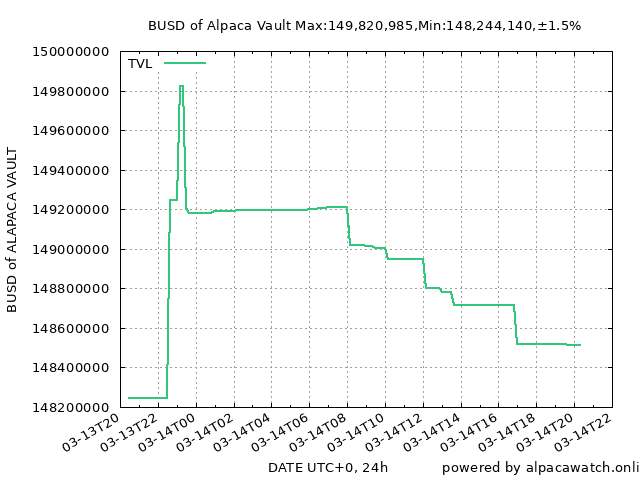 BUSD of Alpaca Vault Max:149,820,985,Min:148,244,140,±1.5%
TVL
150000000
149800000
149600000
149400000
149200000
149000000
148800000
148600000
148400000
148200000
BUSD of ALAPACA VAULT
03-13T20
03-13T22
03-14T00
03-14T02
03-14T04
03-14T06
03-14T08
03-14T10
03-14T12
03-14T14
03-14T16
03-14T18
03-14T20
03-14T22
DATE UTC+0, 24h
powered by alpacawatch.onli